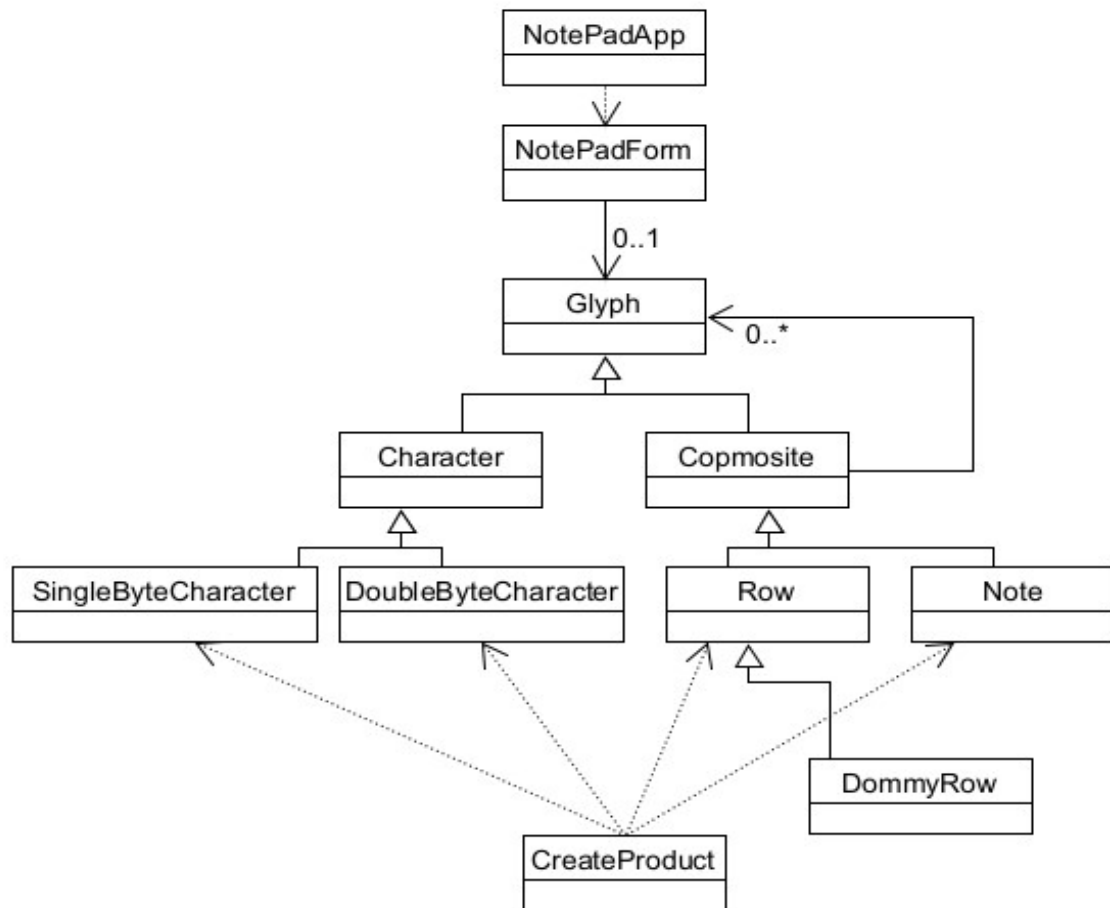 NotePadApp
NotePadForm
0..1
Glyph
0..*
Character
Copmosite
SingleByteCharacter
DoubleByteCharacter
Row
Note
DommyRow
CreateProduct